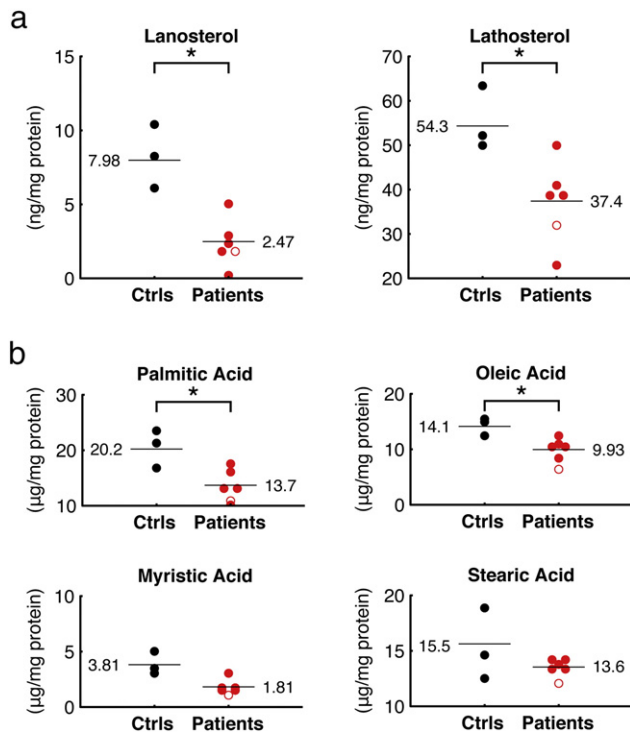 a
Lanosterol
*
15
10
5
0
(ng/mg protein)
7.98
2.47
Ctrls Patients
Lathosterol
*
70
60
50
40
30
20
(ng/mg protein)
54.3
37.4
Ctrls Patients
b
Palmitic Acid
*
30
20
10
(µg/mg protein)
20.2
13.7
Ctrls Patients
Oleic Acid
*
20
10
0
(µg/mg protein)
14.1
9.93
Ctrls Patients
Myristic Acid
10
5
0
(µg/mg protein)
3.81
1.81
Ctrls Patients
Stearic Acid
20
15
10
(µg/mg protein)
15.5
13.6
Ctrls Patients